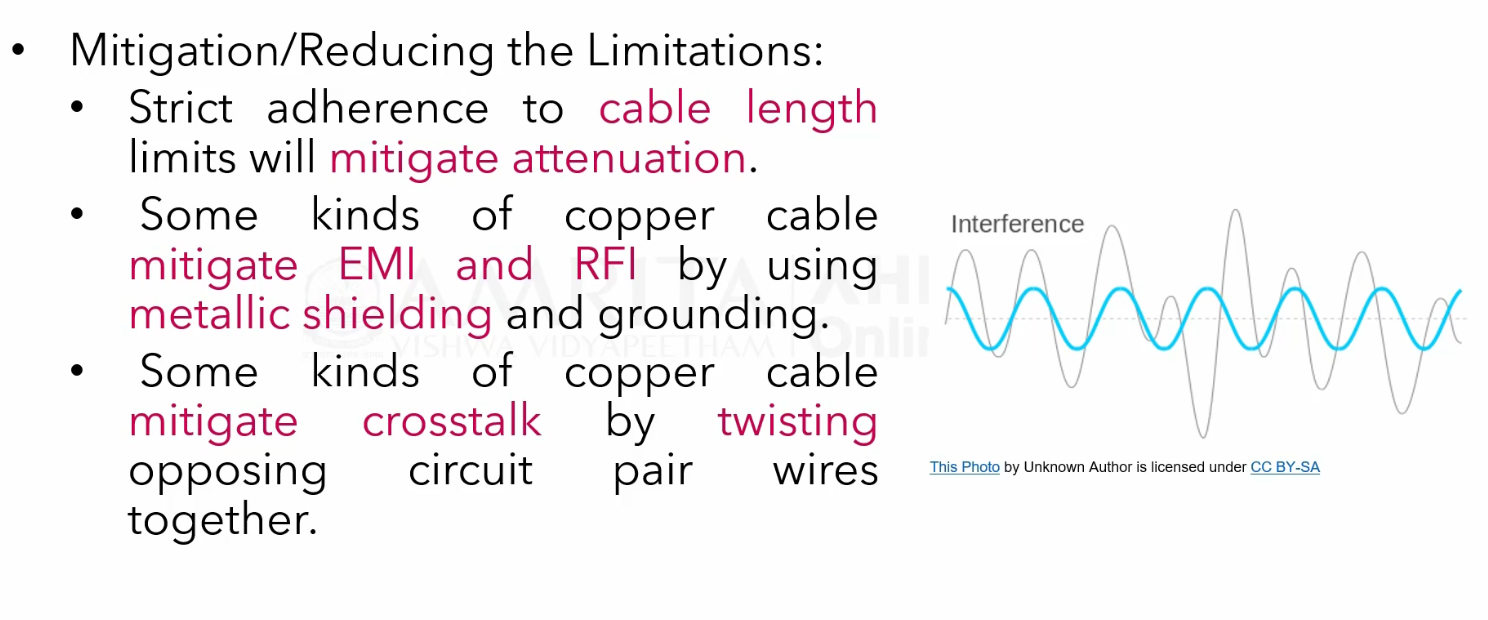 • Mitigation/Reducing the Limitations:
• Strict adherence to cable length
limits will mitigate attenuation.
• Some kinds of copper cable
mitigate EMI and RFI by using
metallic shielding and grounding.
• Some kinds of copper cable
mitigate crosstalk by twisting
opposing circuit pair wires
together.
AMRITA
VISHWA VIDYAPEETHAM
Interference
This Photo by Unknown Author is licensed under CC BY-SA